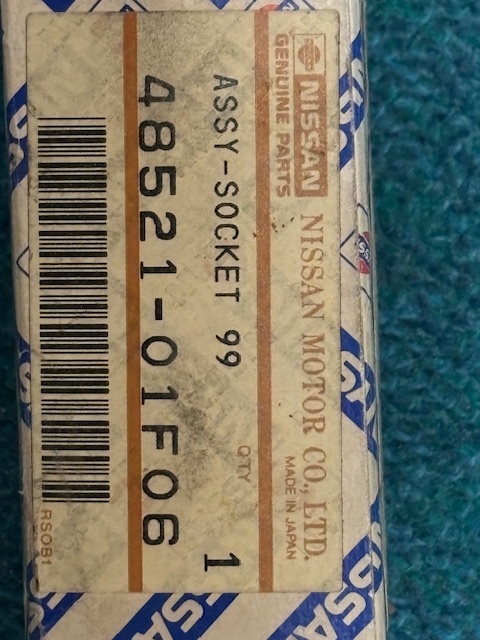 NISSAN
GENUINE PARTS
NISSAN MOTOR CO., LTD.
MADE IN JAPAN
ASSY-SOCKET 99
QTY
1
48521-01F06
RSOB1